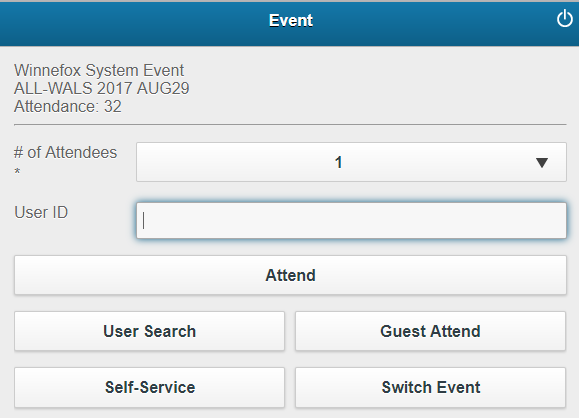 Event
Winnefox System Event
ALL-WALS 2017 AUG29
Attendance: 32
# of Attendees
*
1
User ID
Attend
User Search
Guest Attend
Self-Service
Switch Event